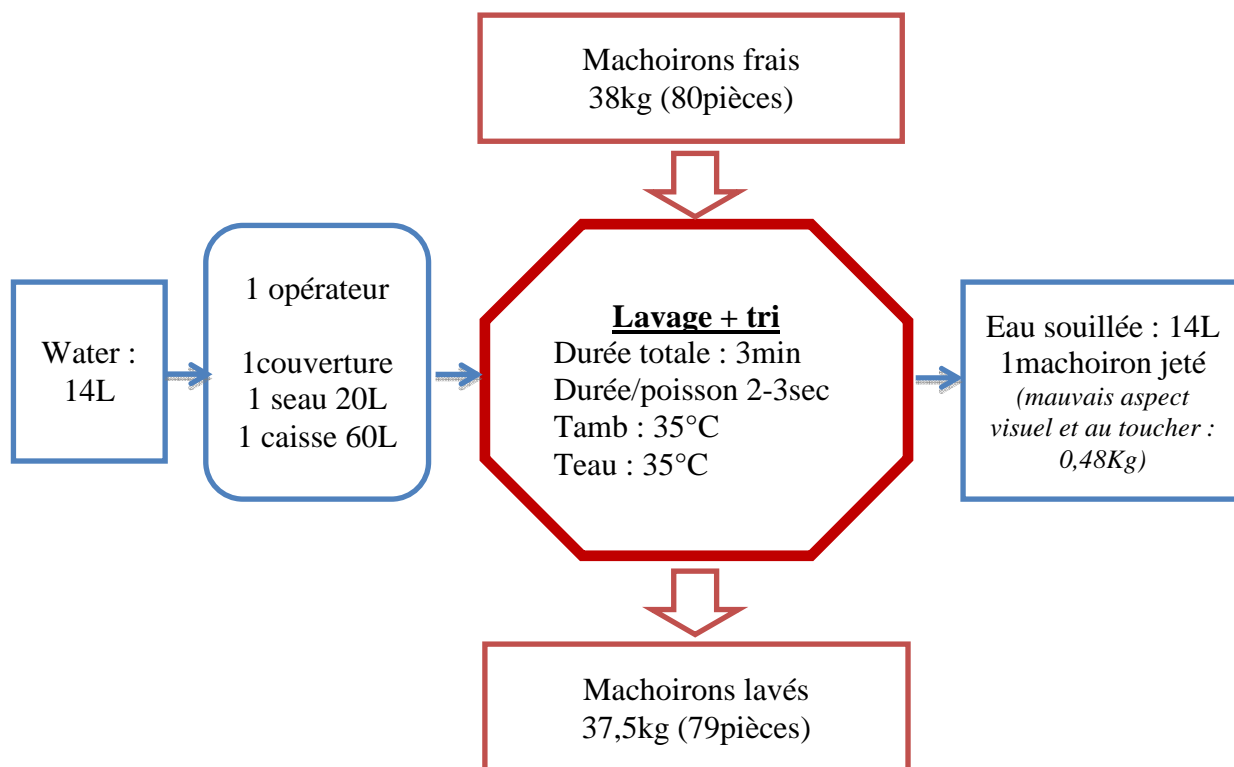 Machoirons frais
38kg (80pièces)
Water :
14L
1 opérateur
1couverture
1 seau 20L
1 caisse 60L
Lavage + tri
Durée totale : 3min
Durée/poisson 2-3sec
Tamb : 35°C
Teau : 35°C
Eau souillée : 14L
1machoiron jeté
(mauvais aspect
visuel et au toucher :
0,48Kg)
Machoirons lavés
37,5kg (79pièces)